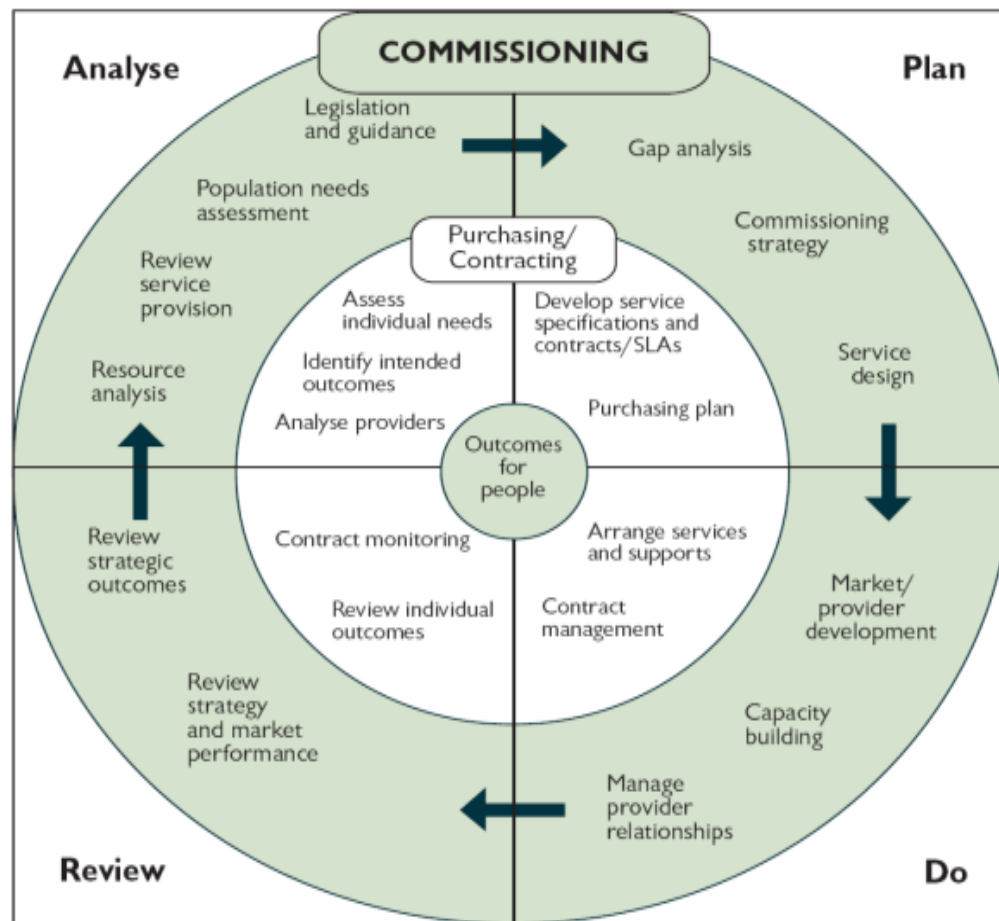 COMMISSIONING
Analyse
Plan
Legislation
and guidance
Population needs
assessment
Review
service
provision
Resource
analysis
Gap analysis
Commissioning
strategy
Service
design
Purchasing/
Contracting
Assess
individual needs
Identify intended
outcomes
Analyse providers
Develop service
specifications and
contracts/SLAs
Purchasing plan
Outcomes
for
people
Contract monitoring
Review individual
outcomes
Arrange services
and supports
Contract
management
Review
strategic
outcomes
Review
strategy
and market
performance
Market/
provider
development
Capacity
building
Manage
provider
relationships
Review
Do